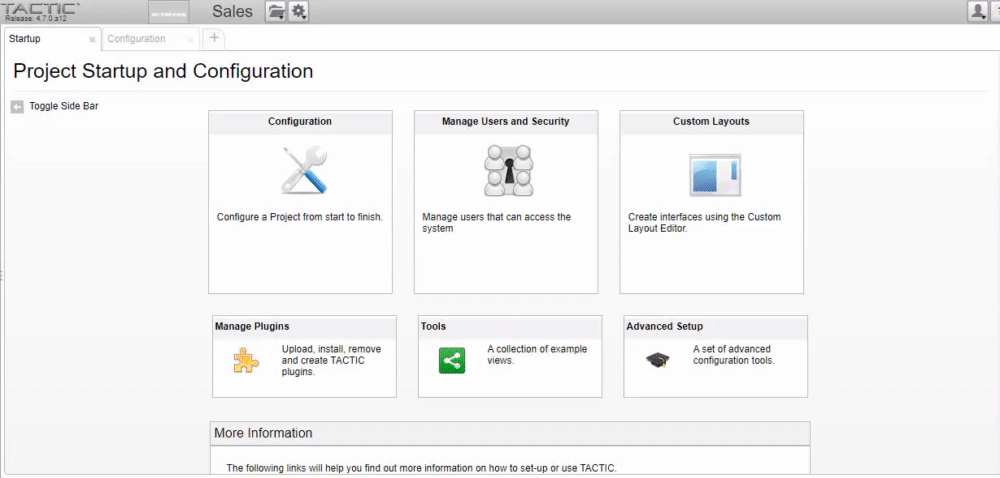 TACTIC
Sales
Release: 4.7.0.a12
Startup
Configuration
Project Startup and Configuration
Toggle Side Bar
Configuration
Configure a Project from start to finish.
Manage Users and Security
Manage users that can access the
system
Custom Layouts
Create interfaces using the Custom
Layout Editor.
Manage Plugins
Upload, install, remove
and create TACTIC
plugins.
Tools
A collection of example
views.
Advanced Setup
A set of advanced
configuration tools.
More Information
The following links will help you find out more information on how to set-up or use TACTIC.